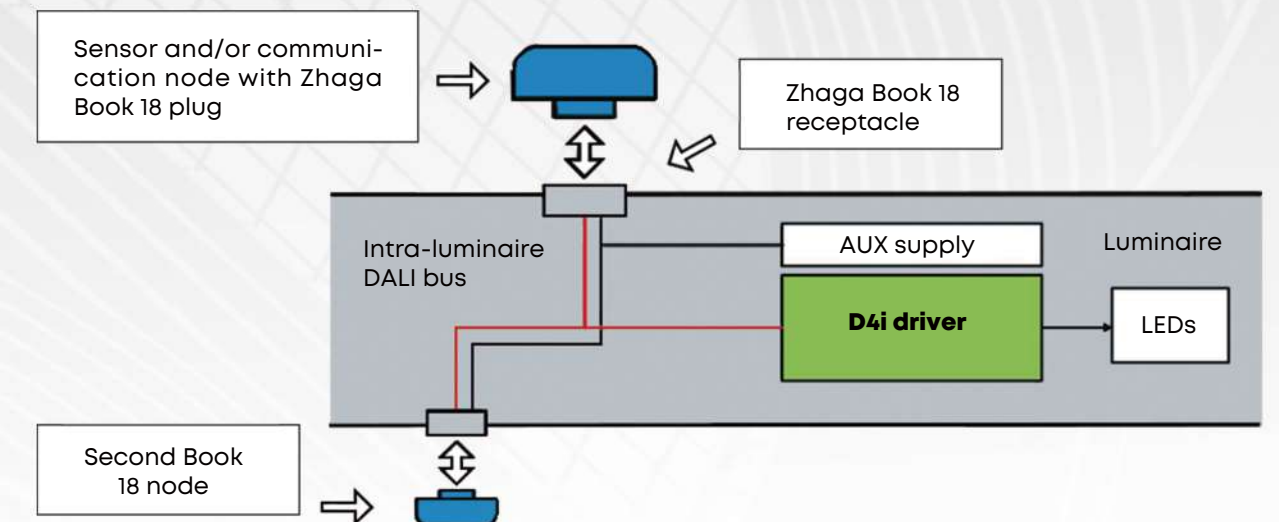 Sensor and/or communi-
cation node with Zhaga
Book 18 plug
Zhaga Book 18
receptacle
Intra-luminaire
DALI bus
AUX supply
Luminaire
D4i driver
LEDs
Second Book
18 node